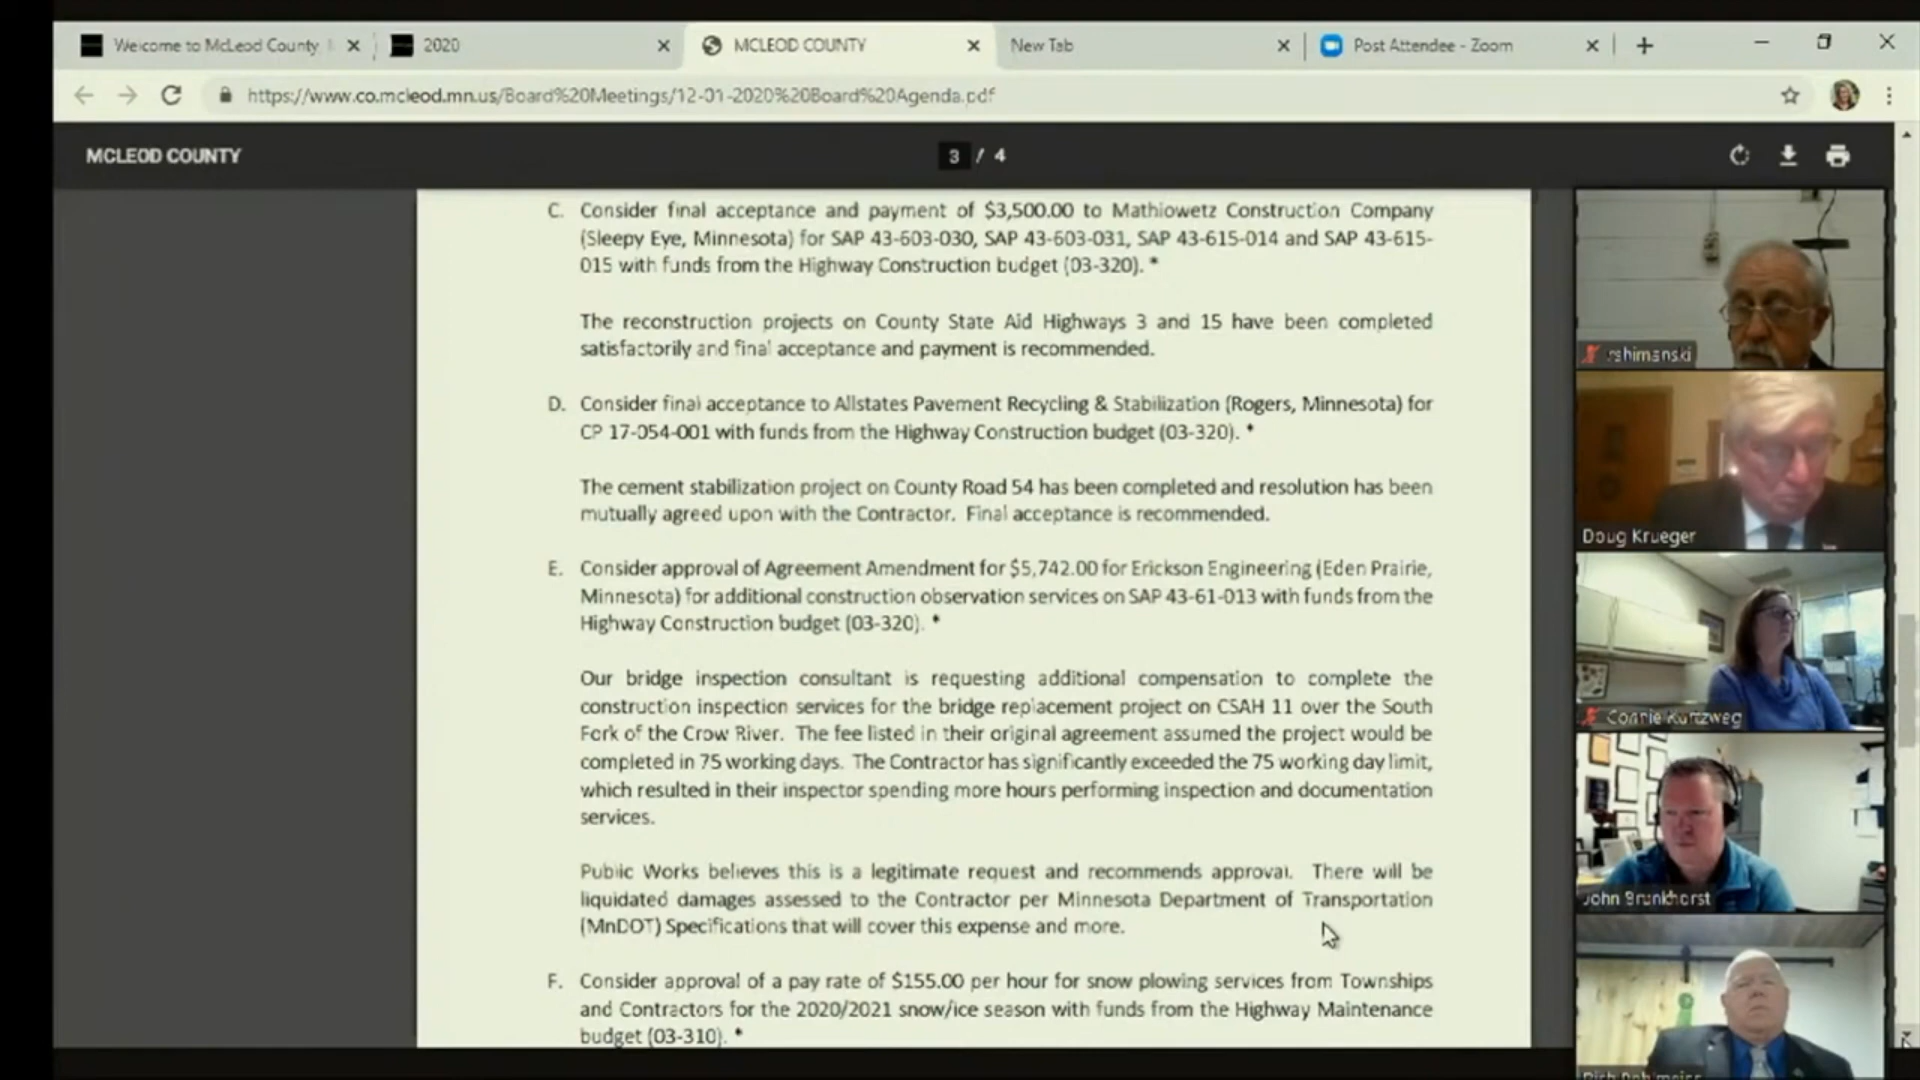 Welcome to McLeod County
2020
MCLEOD COUNTY
New Tab
Post Attendee - Zoom
https://www.co.mcleod.mn.us/Board%20Meetings/12-01-2020%20Board%20Agenda.pdf
MCLEOD COUNTY
3 / 4
C. Consider final acceptance and payment of $3,500.00 to Mathiowetz Construction Company
(Sleepy Eye, Minnesota) for SAP 43-603-030, SAP 43-603-031, SAP 43-615-014 and SAP 43-615-
015 with funds from the Highway Construction budget (03-320). *
The reconstruction projects on County State Aid Highways 3 and 15 have been completed
satisfactorily and final acceptance and payment is recommended.
D. Consider final acceptance to Allstates Pavement Recycling & Stabilization (Rogers, Minnesota) for
CP 17-054-001 with funds from the Highway Construction budget (03-320). *
The cement stabilization project on County Road 54 has been completed and resolution has been
mutually agreed upon with the Contractor. Final acceptance is recommended.
E. Consider approval of Agreement Amendment for $5,742.00 for Erickson Engineering (Eden Prairie,
Minnesota) for additional construction observation services on SAP 43-61-013 with funds from the
Highway Construction budget (03-320). *
Our bridge inspection consultant is requesting additional compensation to complete the
construction inspection services for the bridge replacement project on CSAH 11 over the South
Fork of the Crow River. The fee listed in their original agreement assumed the project would be
completed in 75 working days. The Contractor has significantly exceeded the 75 working day limit,
which resulted in their inspector spending more hours performing inspection and documentation
services.
Public Works believes this is a legitimate request and recommends approval. There will be
liquidated damages assessed to the Contractor per Minnesota Department of Transportation
(MnDOT) Specifications that will cover this expense and more.
F. Consider approval of a pay rate of $155.00 per hour for snow plowing services from Townships
and Contractors for the 2020/2021 snow/ice season with funds from the Highway Maintenance
budget (03-310). *
rshimanski
Doug Krueger
Connie Kurtzweg
John Brunkhorst